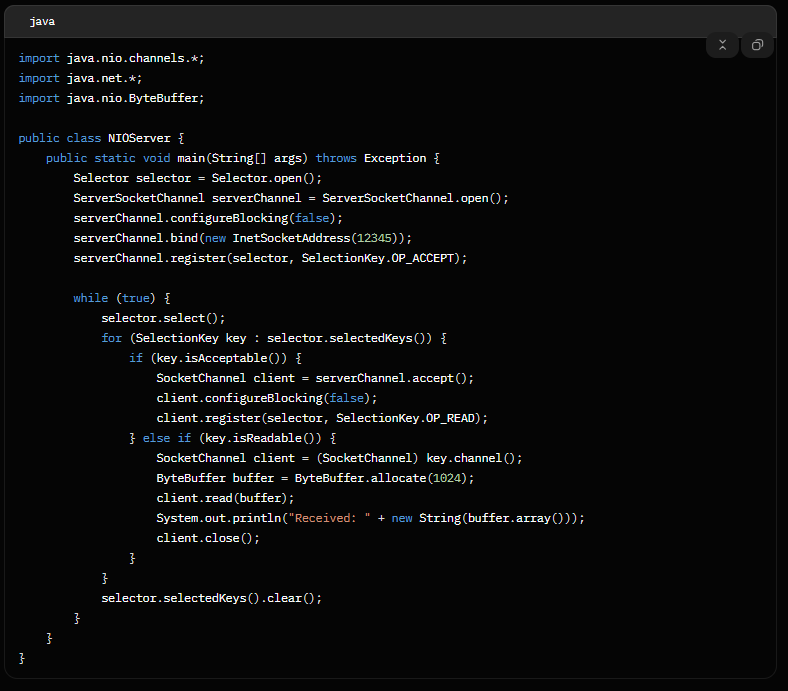 java
import java.nio.channels.*;
import java.net.*;
import java.nio.ByteBuffer;

public class NIOServer {
    public static void main(String[] args) throws Exception {
        Selector selector = Selector.open();
        ServerSocketChannel serverChannel = ServerSocketChannel.open();
        serverChannel.configureBlocking(false);
        serverChannel.bind(new InetSocketAddress(12345));
        serverChannel.register(selector, SelectionKey.OP_ACCEPT);

        while (true) {
            selector.select();
            for (SelectionKey key : selector.selectedKeys()) {
                if (key.isAcceptable()) {
                    SocketChannel client = serverChannel.accept();
                    client.configureBlocking(false);
                    client.register(selector, SelectionKey.OP_READ);
                } else if (key.isReadable()) {
                    SocketChannel client = (SocketChannel) key.channel();
                    ByteBuffer buffer = ByteBuffer.allocate(1024);
                    client.read(buffer);
                    System.out.println("Received: " + new String(buffer.array()));
                    client.close();
                }
            }
            selector.selectedKeys().clear();
        }
    }
}